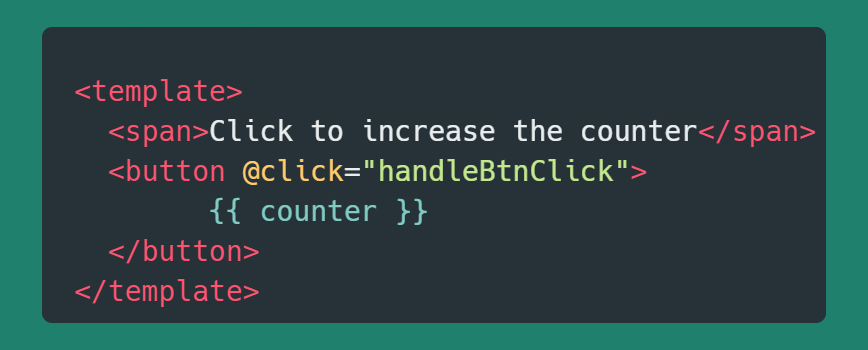 <template>
  <span>Click to increase the counter</span>
  <button @click="handleBtnClick">
        {{ counter }}
  </button>
</template>